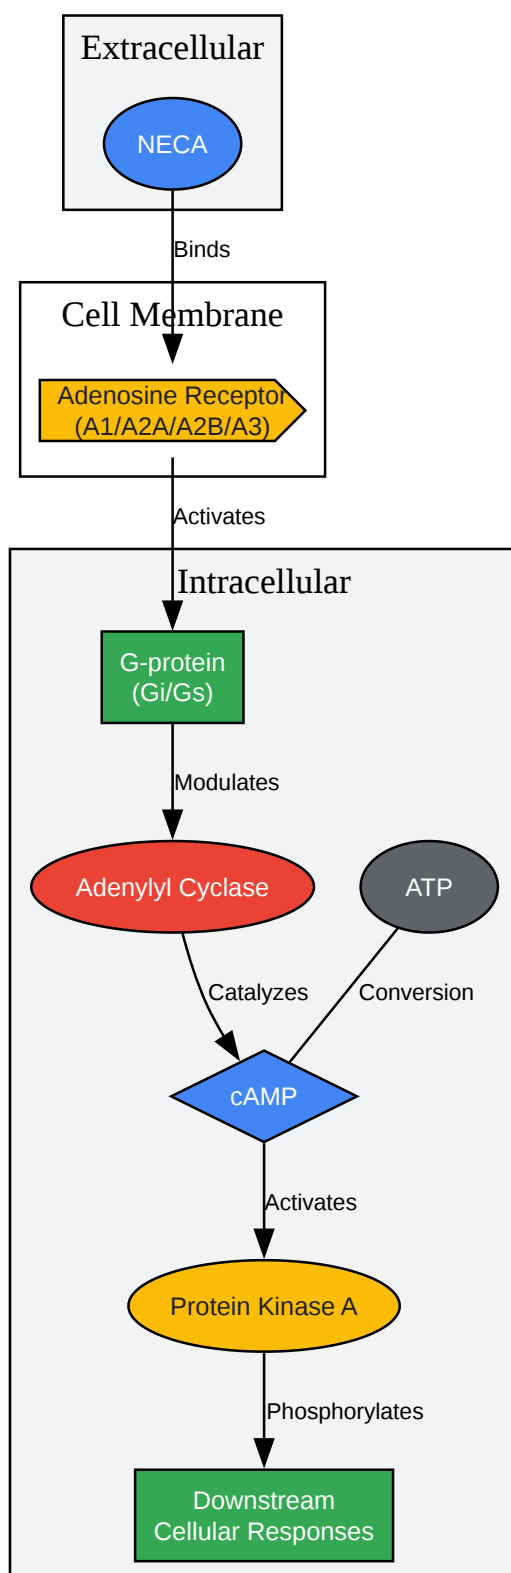 Extracellular
NECA
Binds
Cell Membrane
Adenosine Receptor
(A1/A2A/A2B/A3)
Activates
Intracellular
G-protein
(Gi/Gs)
Modulates
Adenylyl Cyclase
ATP
Catalyzes
Conversion
cAMP
Activates
Protein Kinase A
Phosphorylates
Downstream
Cellular Responses